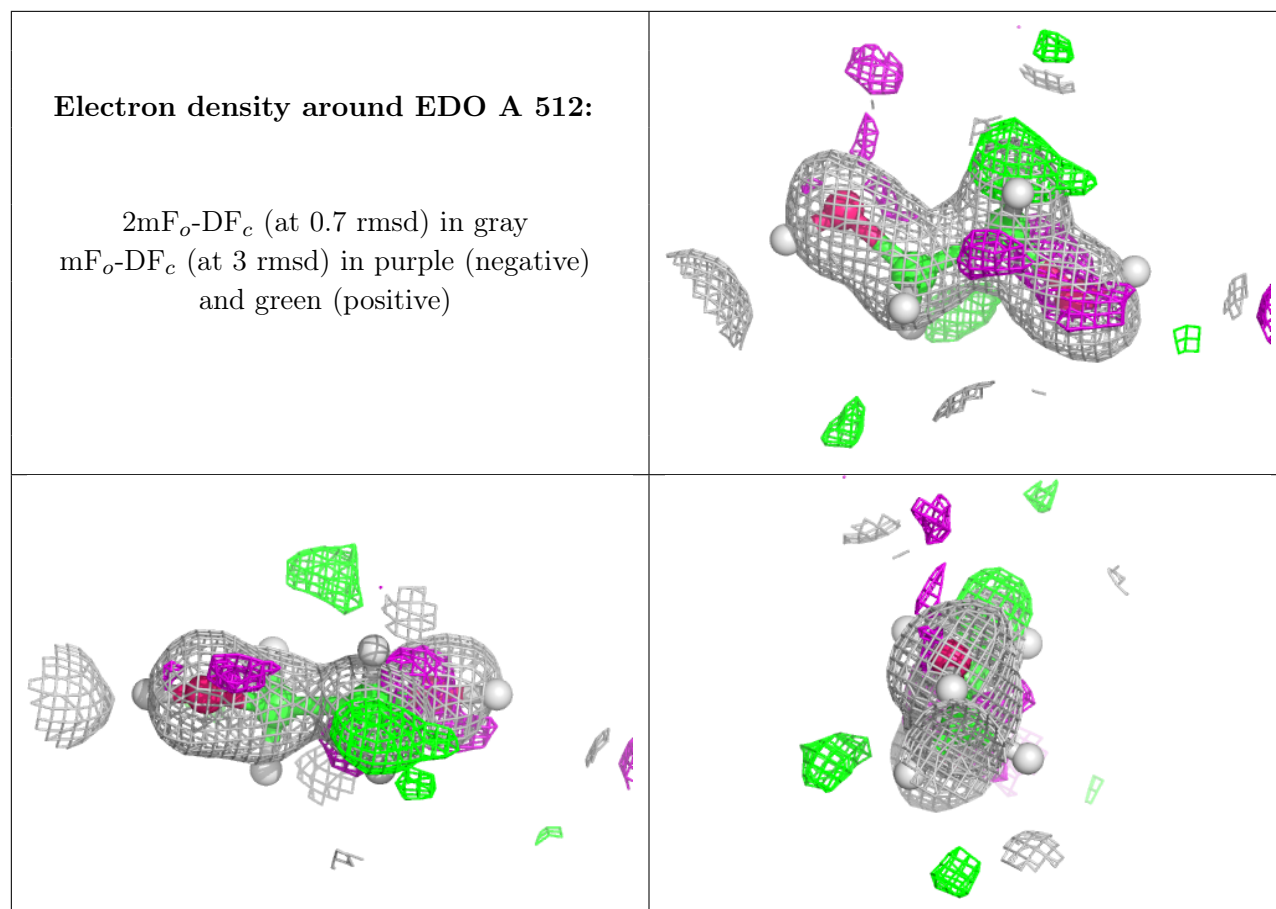 Electron density around EDO A 512:
2mFo-DFc (at 0.7 rmsd) in gray
mFo-DFc (at 3 rmsd) in purple (negative)
and green (positive)